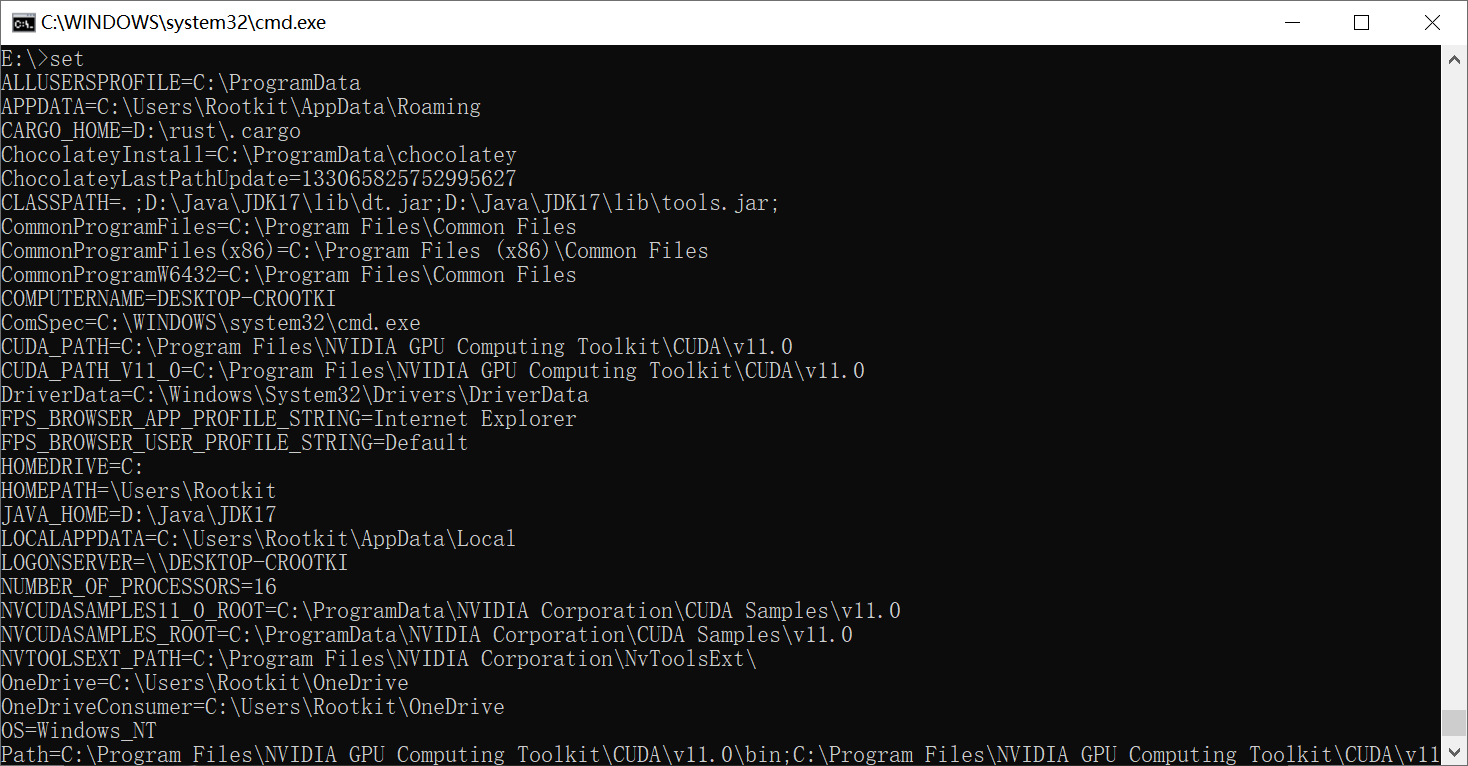 C:\WINDOWS\system32\cmd.exe
E:\>set
ALLUSERSPROFILE=C:\ProgramData
APPDATA=C:\Users\Rootkit\AppData\Roaming
CARGO_HOME=D:\rust\.cargo
ChocolateyInstall=C:\ProgramData\chocolatey
ChocolateyLastPathUpdate=133065825752995627
CLASSPATH=.;D:\Java\JDK17\lib\dt.jar;D:\Java\JDK17\lib\tools.jar;
CommonProgramFiles=C:\Program Files\Common Files
CommonProgramFiles(x86)=C:\Program Files (x86)\Common Files
CommonProgramW6432=C:\Program Files\Common Files
COMPUTERNAME=DESKTOP-CROOTKI
ComSpec=C:\WINDOWS\system32\cmd.exe
CUDA_PATH=C:\Program Files\NVIDIA GPU Computing Toolkit\CUDA\v11.0
CUDA_PATH_V11_0=C:\Program Files\NVIDIA GPU Computing Toolkit\CUDA\v11.0
DriverData=C:\Windows\System32\Drivers\DriverData
FPS_BROWSER_APP_PROFILE_STRING=Internet Explorer
FPS_BROWSER_USER_PROFILE_STRING=Default
HOMEDRIVE=C:
HOMEPATH=\Users\Rootkit
JAVA_HOME=D:\Java\JDK17
LOCALAPPDATA=C:\Users\Rootkit\AppData\Local
LOGONSERVER=\\DESKTOP-CROOTKI
NUMBER_OF_PROCESSORS=16
NVCUDASAMPLES11_0_ROOT=C:\ProgramData\NVIDIA Corporation\CUDA Samples\v11.0
NVCUDASAMPLES_ROOT=C:\ProgramData\NVIDIA Corporation\CUDA Samples\v11.0
NVTOOLSEXT_PATH=C:\Program Files\NVIDIA Corporation\NvToolsExt\
OneDrive=C:\Users\Rootkit\OneDrive
OneDriveConsumer=C:\Users\Rootkit\OneDrive
OS=Windows_NT
Path=C:\Program Files\NVIDIA GPU Computing Toolkit\CUDA\v11.0\bin;C:\Program Files\NVIDIA GPU Computing Toolkit\CUDA\v11